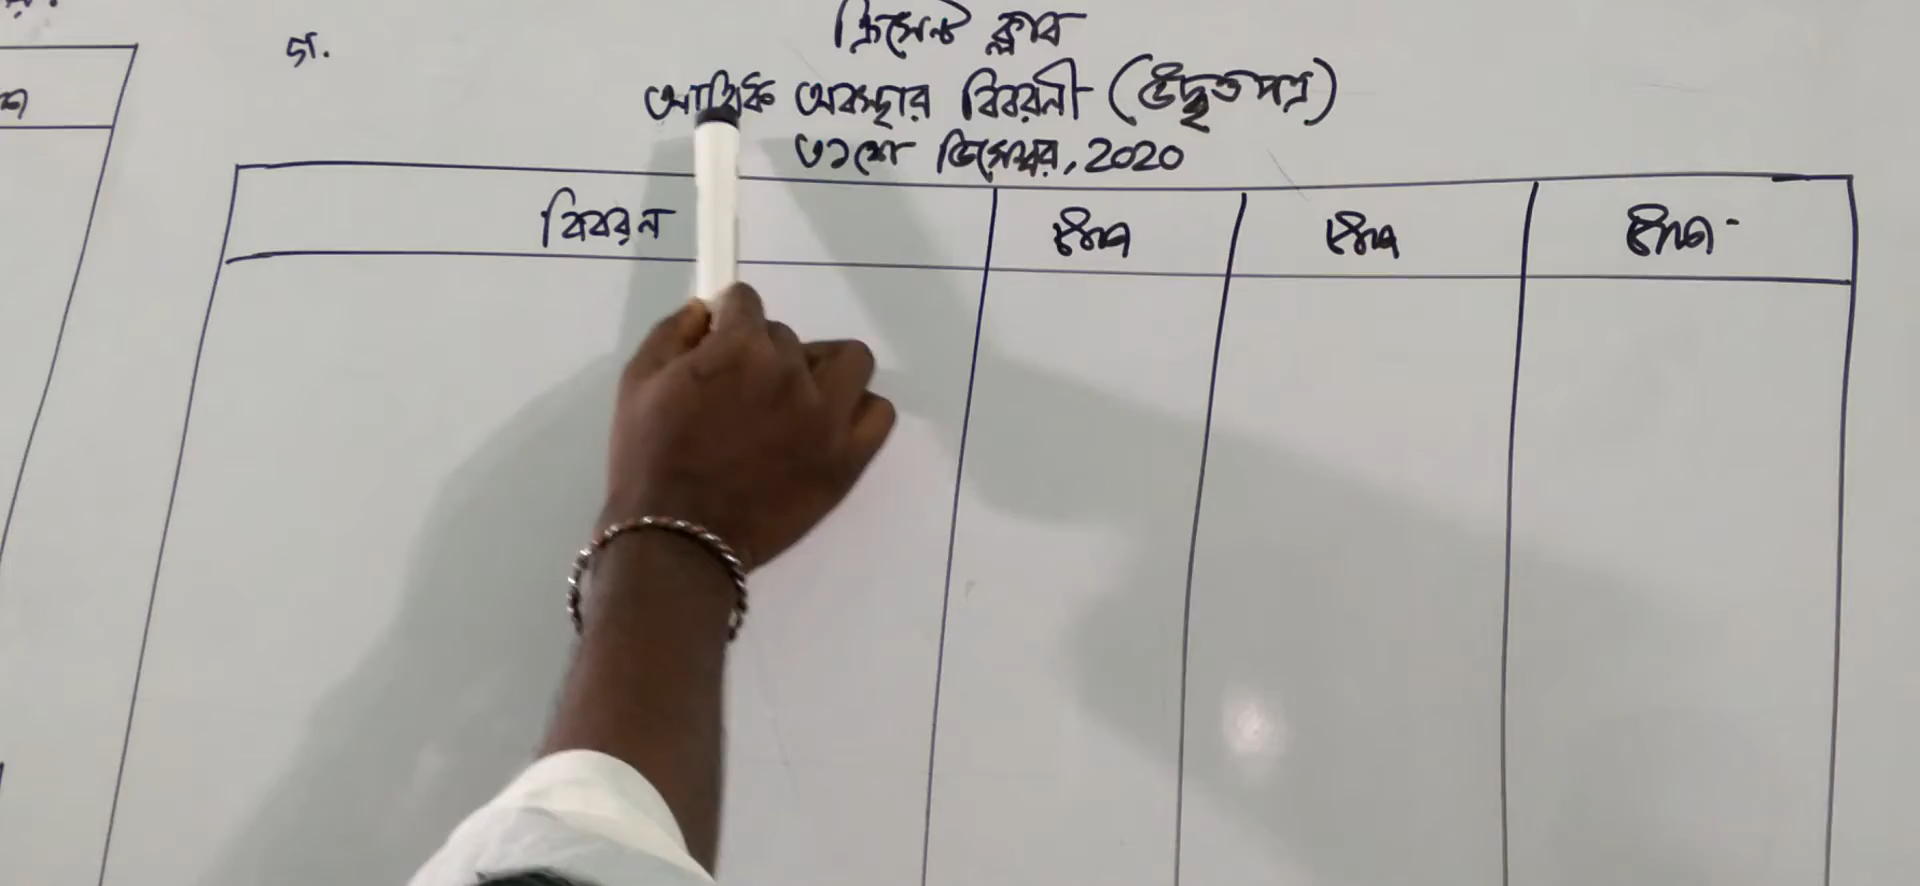 গ.
ক্রিসেন্ট ক্লাব
আর্থিক অবস্থার বিবরনী (উদ্বৃতপত্র)
৩১শে ডিসেম্বর, 2020
বিবরন টাকা টাকা টাকা